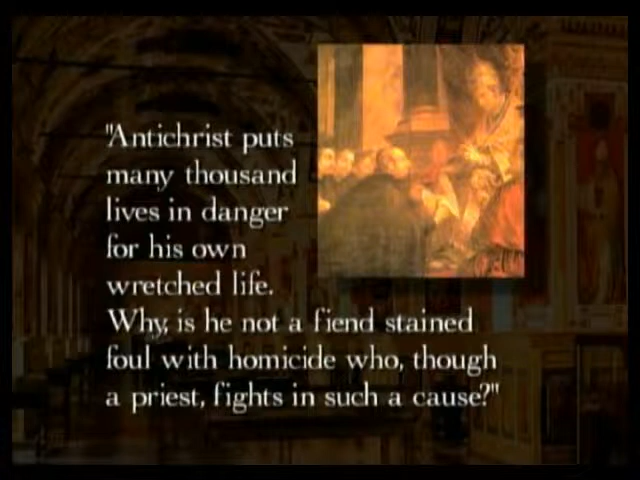 "Antichrist puts
many thousand
lives in danger
for his own
wretched life.
Why, is he not a fiend stained
foul with homicide who, though
a priest, fights in such a cause?"